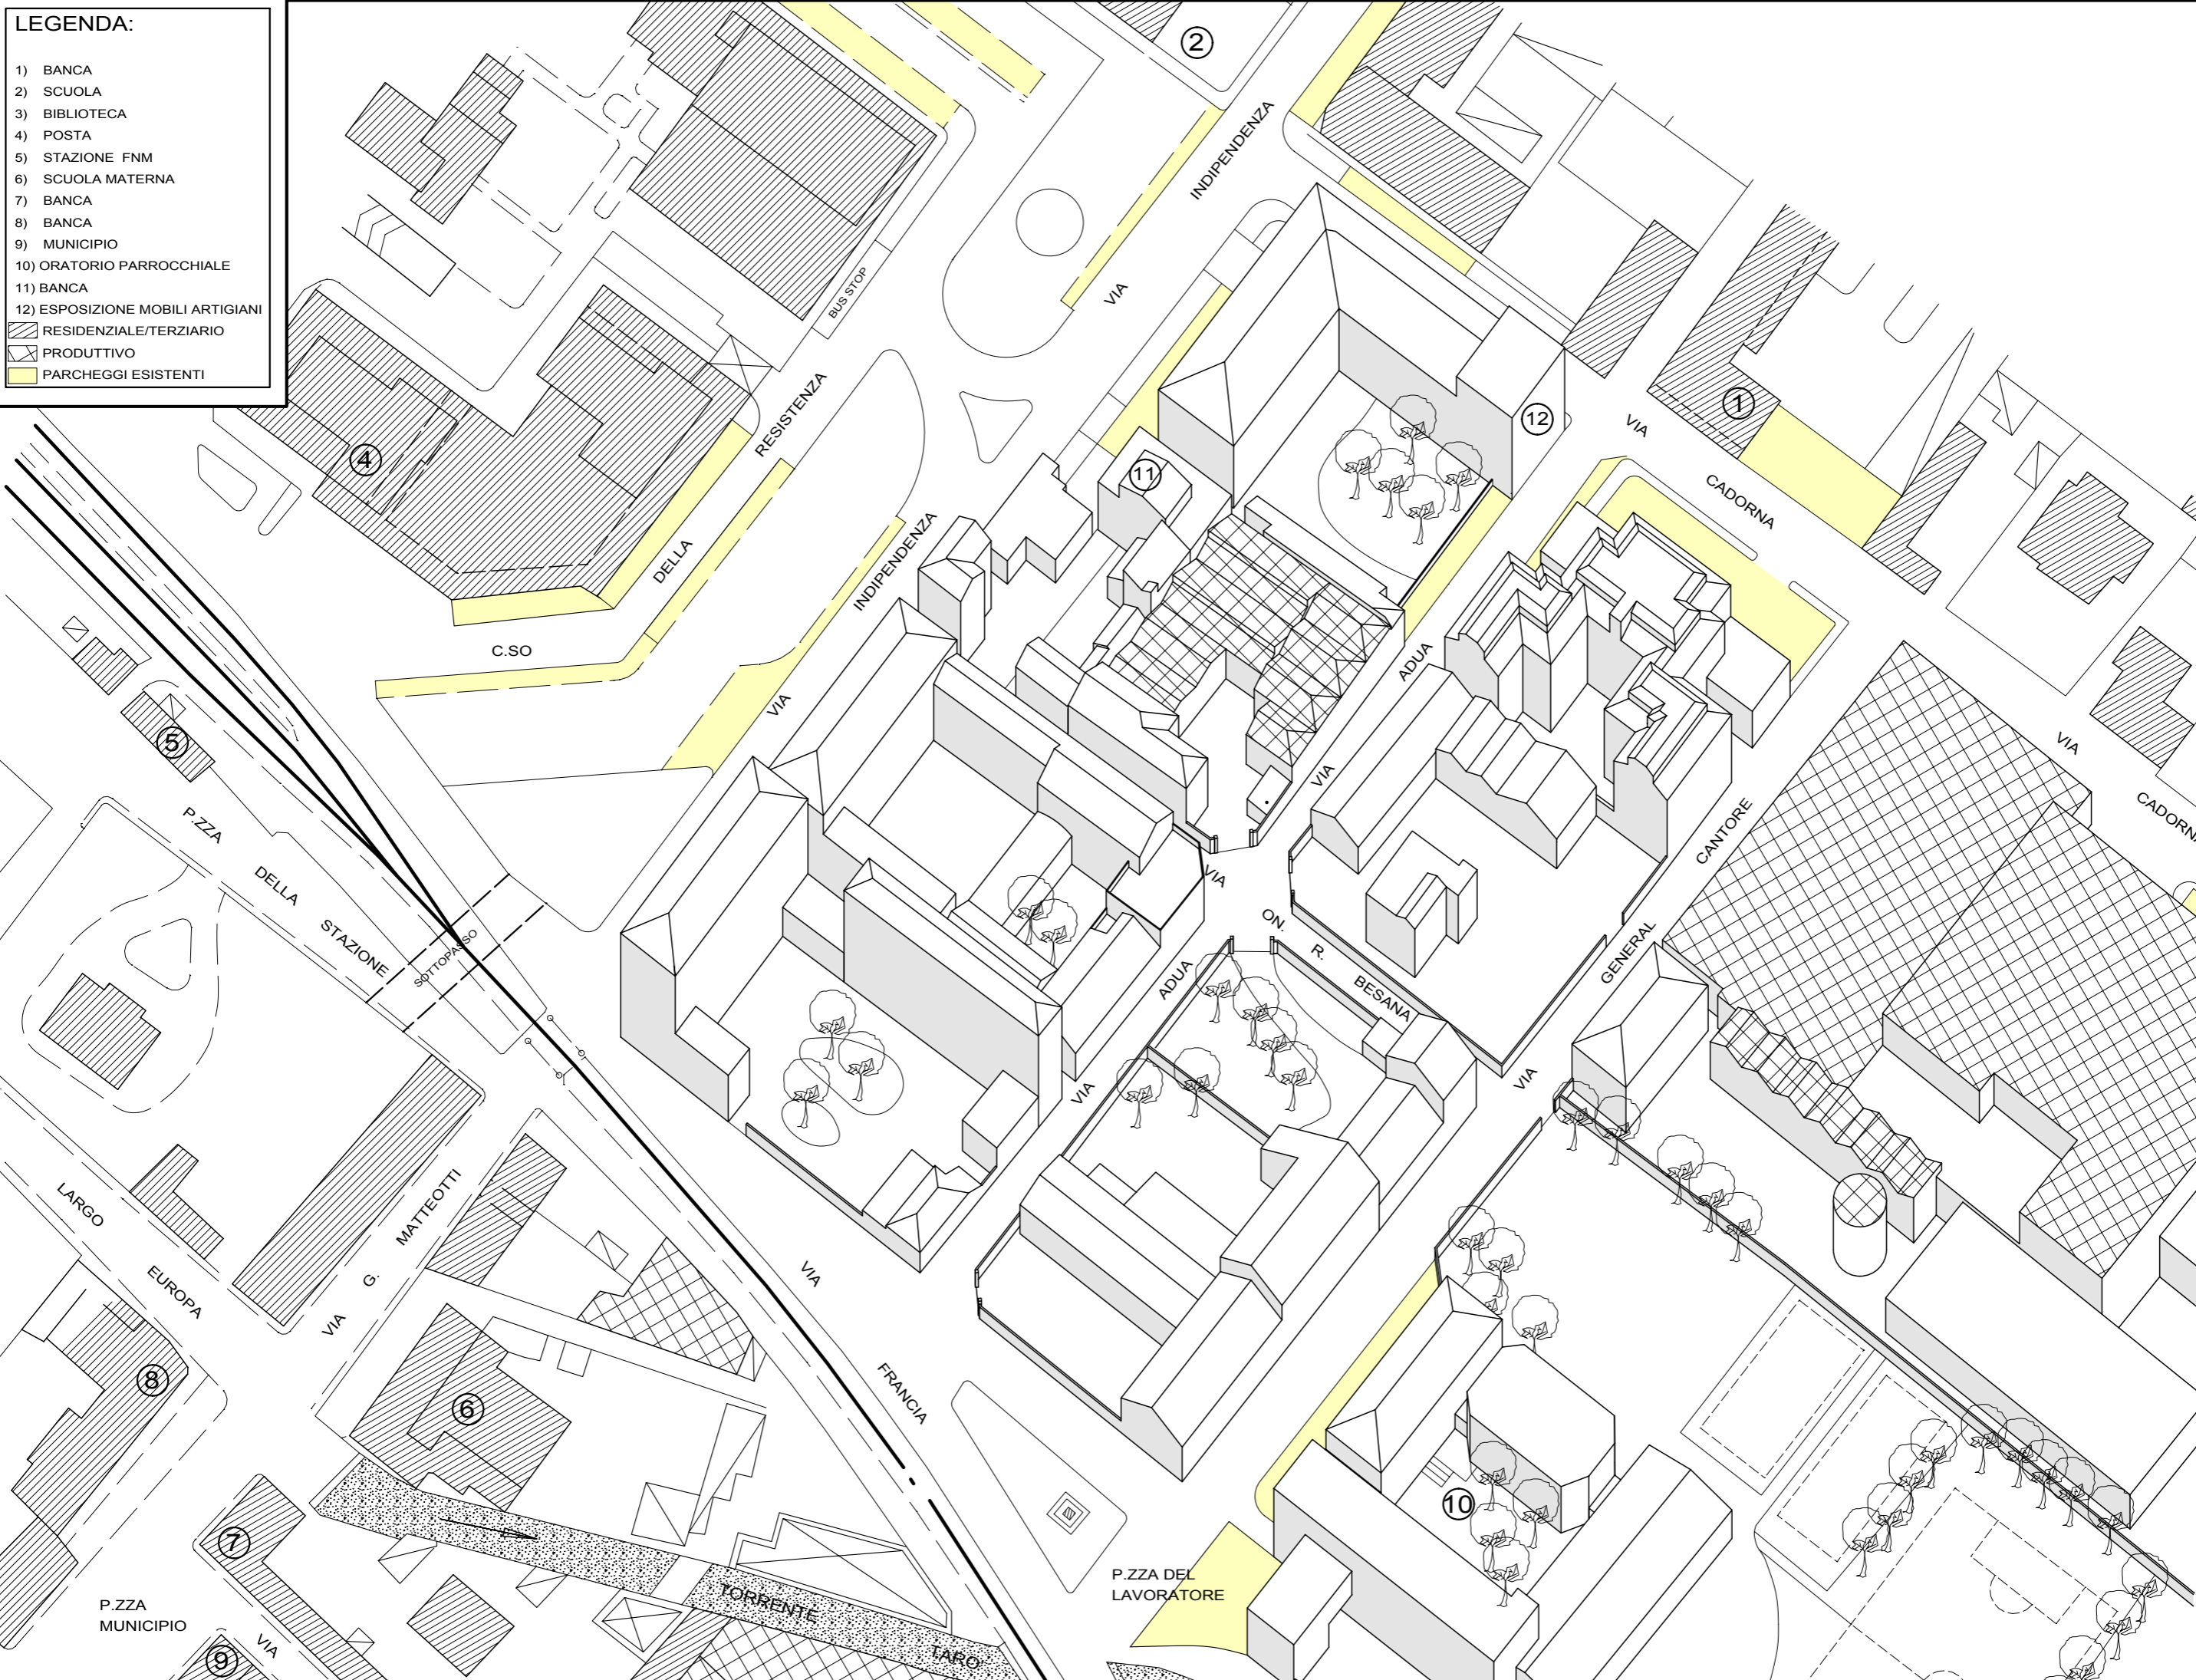 LEGENDA:
1) BANCA
2) SCUOLA
3) BIBLIOTECA
4) POSTA
5) STAZIONE FNM
6) SCUOLA MATERNA
7) BANCA
8) BANCA
9) MUNICIPIO
10) ORATORIO PARROCCHIALE
11) BANCA
12) ESPOSIZIONE MOBILI ARTIGIANI
RESIDENZIALE/TERZIARIO
PRODUTTIVO
PARCHEGGI ESISTENTI
2
INDIPENDENZA
VIA
BUS STOP
12
1
VIA
CADORNA
RESISTENZA
DELLA
C.SO
4
11
INDIPENDENZA
VIA
ADUA
VIA
5
P.ZZA
DELLA
STAZIONE
SOTTOPASSO
VIA
CADORNA
CANTORE
GENERAL
VIA
VIA
ON.
R.
BESANA
ADUA
VIA
LARGO
EUROPA
MATTEOTTI
G.
VIA
VIA
FRANCIA
8
6
10
7
P.ZZA DEL
LAVORATORE
TORRENTE
TARO
P.ZZA
MUNICIPIO
VIA
9